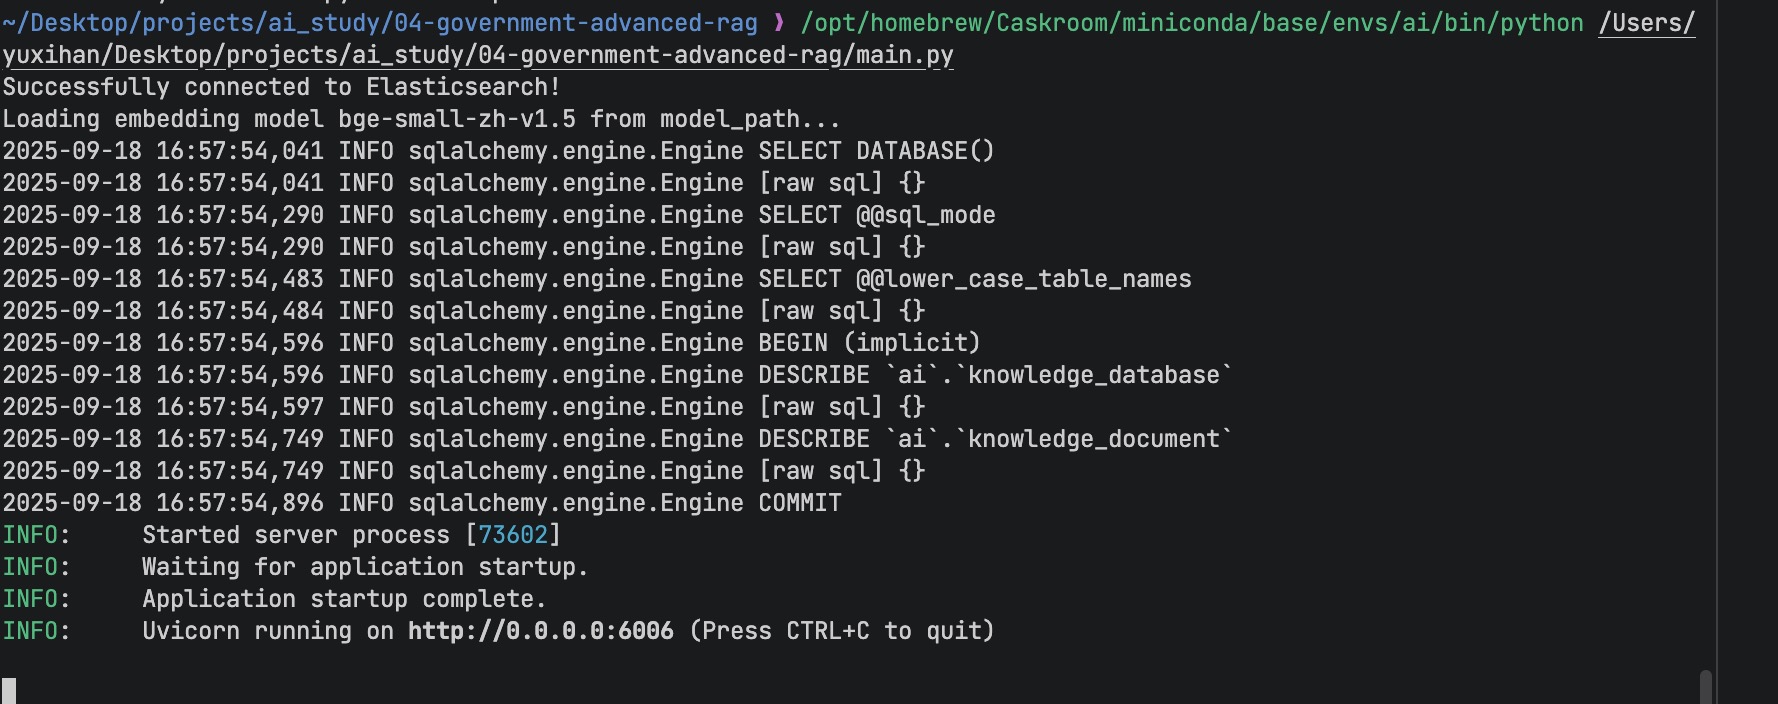 ~/Desktop/projects/ai_study/04-government-advanced-rag ❯ /opt/homebrew/Caskroom/miniconda/base/envs/ai/bin/python /Users/
yuxihan/Desktop/projects/ai_study/04-government-advanced-rag/main.py
Successfully connected to Elasticsearch!
Loading embedding model bge-small-zh-v1.5 from model_path...
2025-09-18 16:57:54,041 INFO sqlalchemy.engine.Engine SELECT DATABASE()
2025-09-18 16:57:54,041 INFO sqlalchemy.engine.Engine [raw sql] {}
2025-09-18 16:57:54,290 INFO sqlalchemy.engine.Engine SELECT @@sql_mode
2025-09-18 16:57:54,290 INFO sqlalchemy.engine.Engine [raw sql] {}
2025-09-18 16:57:54,483 INFO sqlalchemy.engine.Engine SELECT @@lower_case_table_names
2025-09-18 16:57:54,484 INFO sqlalchemy.engine.Engine [raw sql] {}
2025-09-18 16:57:54,596 INFO sqlalchemy.engine.Engine BEGIN (implicit)
2025-09-18 16:57:54,596 INFO sqlalchemy.engine.Engine DESCRIBE `ai`.`knowledge_database`
2025-09-18 16:57:54,597 INFO sqlalchemy.engine.Engine [raw sql] {}
2025-09-18 16:57:54,749 INFO sqlalchemy.engine.Engine DESCRIBE `ai`.`knowledge_document`
2025-09-18 16:57:54,749 INFO sqlalchemy.engine.Engine [raw sql] {}
2025-09-18 16:57:54,896 INFO sqlalchemy.engine.Engine COMMIT
INFO:     Started server process [73602]
INFO:     Waiting for application startup.
INFO:     Application startup complete.
INFO:     Uvicorn running on http://0.0.0.0:6006 (Press CTRL+C to quit)